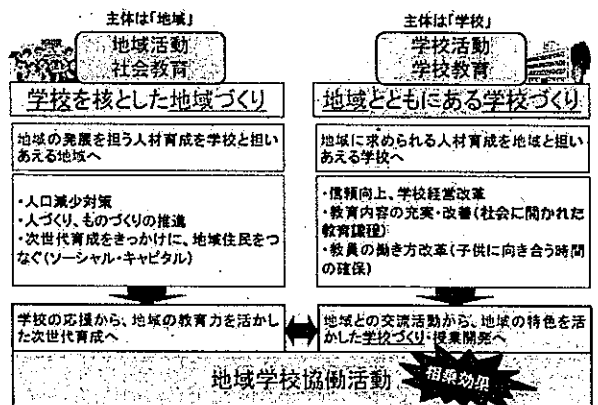 主体は「地域」
地域活動
社会教育
学校を核とした地域づくり
地域の発展を担う人材育成を学校と担い
あえる地域へ
・人口減少対策
・人づくり、ものづくりの推進
・次世代育成をきっかけに、地域住民をつ
なぐ(ソーシャル・キャピタル)
学校の応援から、地域の教育力を活かし
た次世代育成へ
主体は「学校」
学校活動
学校教育
地域とともにある学校づくり
地域に求められる人材育成を地域と担い
あえる学校へ
・信頼向上、学校経営改革
・教育内容の充実・改善(社会に開かれた
教育課程)
・教員の働き方改革(子供に向き合う時間
の確保)
地域との交流活動から、地域の特色を活
かした学校づくり・授業開発へ
地域学校協働活動
相乗効果